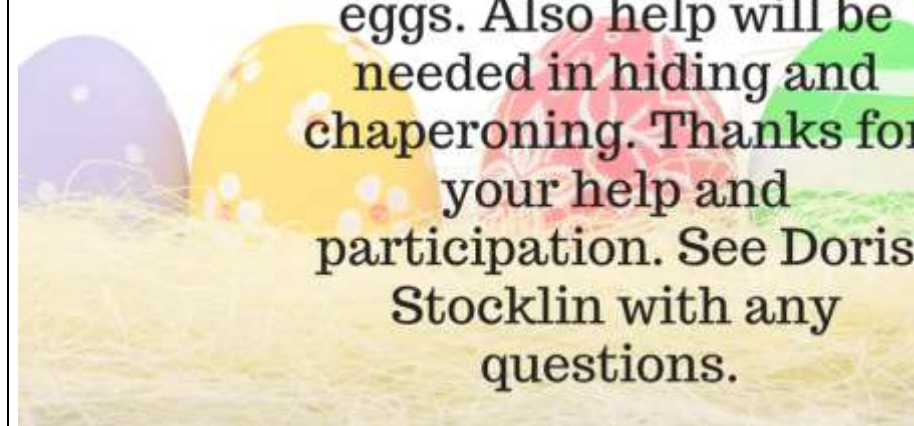 eggs. Also help will be
needed in hiding and
chaperoning. Thanks for
your help and
participation. See Doris
Stocklin with any
questions.